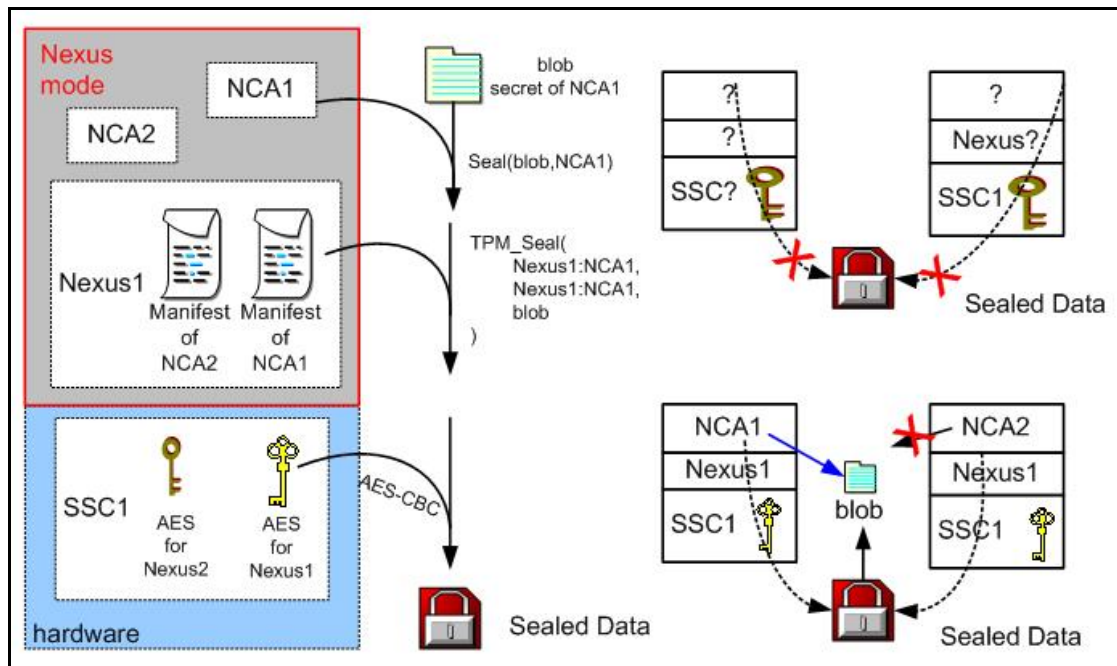 Nexus
mode
NCA1
NCA2
Nexus1
Manifest
of
NCA2
Manifest
of
NCA1
SSC1
AES
for
Nexus2
AES
for
Nexus1
hardware
blob
secret of NCA1
Seal(blob,NCA1)
TPM_Seal(
Nexus1:NCA1,
Nexus1:NCA1,
blob
)
AES-CBC
Sealed Data
?
?
SSC?
?
Nexus?
SSC1
Sealed Data
NCA1
Nexus1
SSC1
blob
NCA2
Nexus1
SSC1
Sealed Data